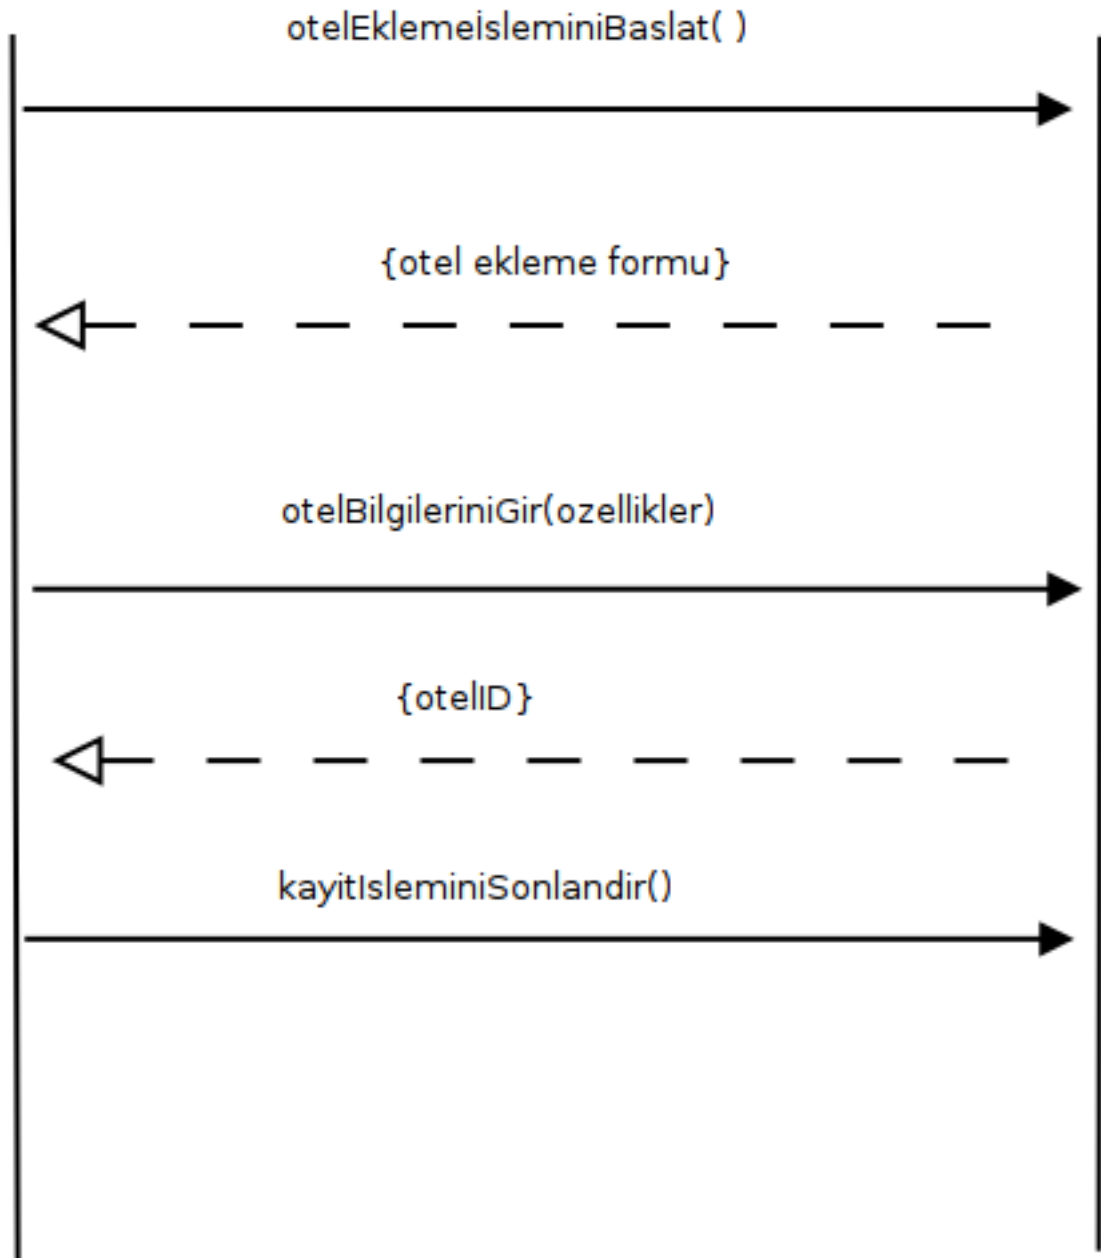 otelEklemeİsleminiBaslat( )
{otel ekleme formu}
otelBilgileriniGir(ozellikler)
{otelID}
kayitIsleminiSonlandir()